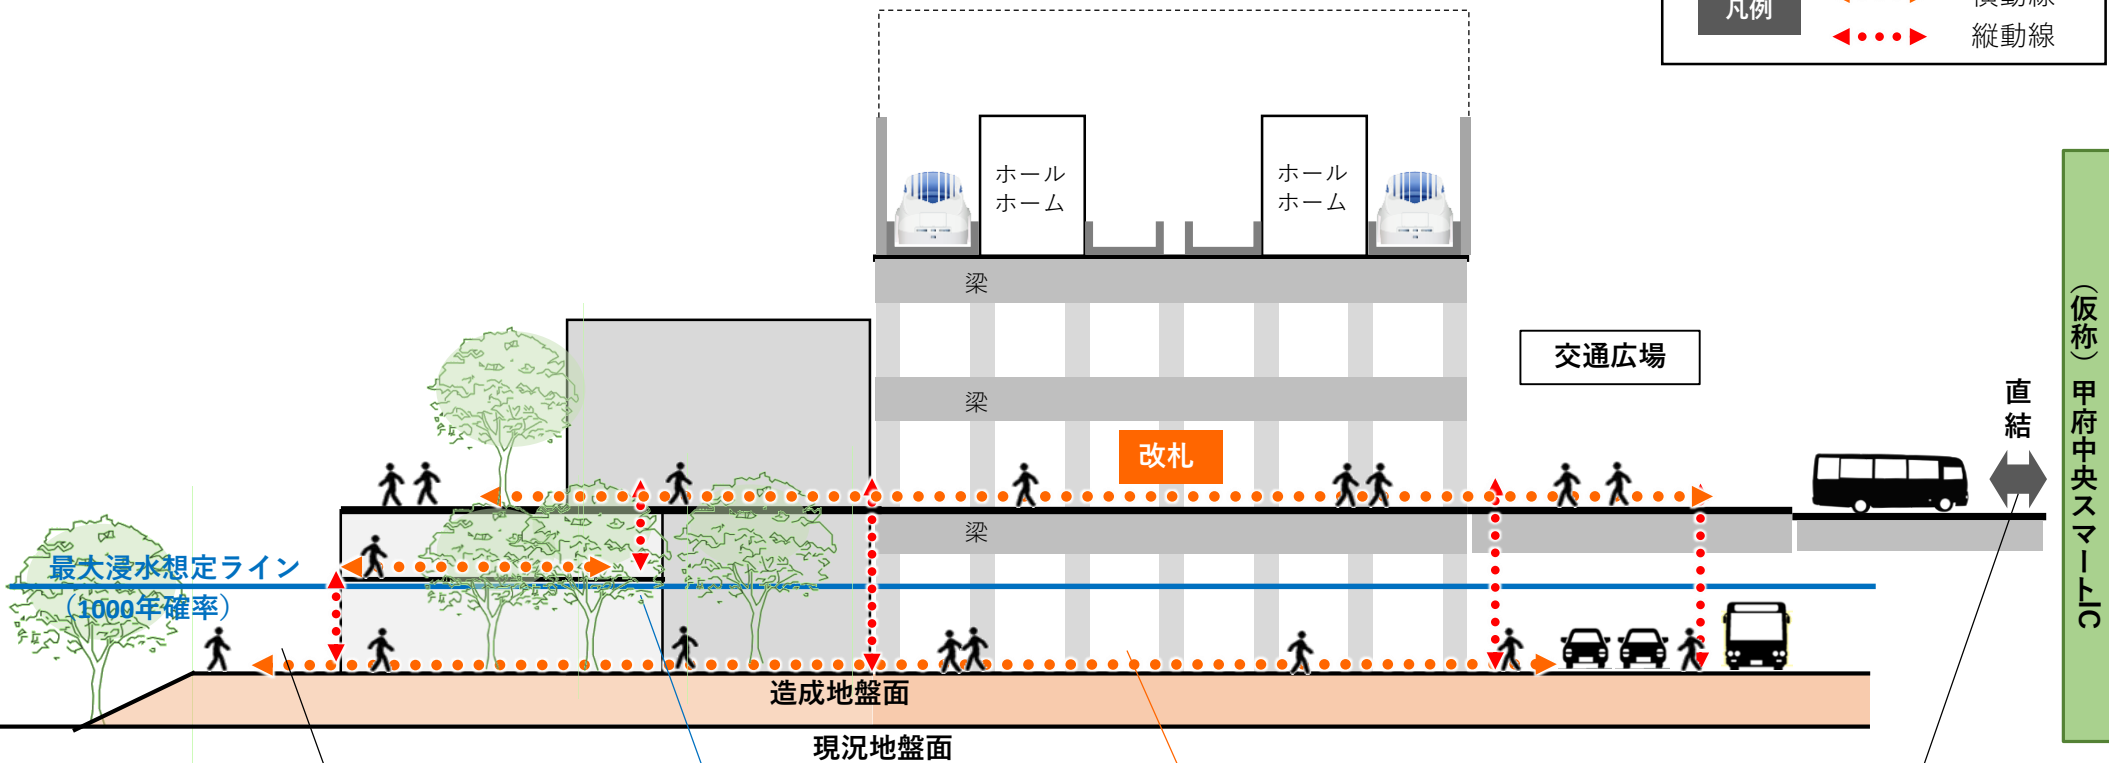 凡例
横動線
縦動線
ホール
ホーム
ホール
ホーム
梁
交通広場
梁
改札
直結
(仮称)甲府中央スマートIC
梁
最大浸水想定ライン
(1000年確率)
造成地盤面
現況地盤面